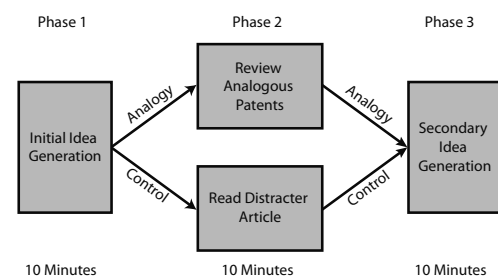 Phase 1
Phase 2
Phase 3
Initial Idea
Generation
Analogy
Control
Review
Analogous
Patents
Read Distracter
Article
Analogy
Control
Secondary
Idea
Generation
10 Minutes
10 Minutes
10 Minutes